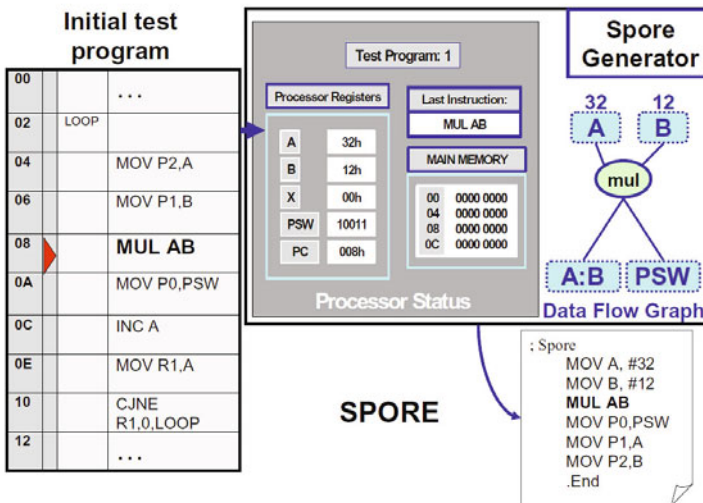 Initial test
program
00 ...
02 LOOP
04 MOV P2,A
06 MOV P1,B
08 MUL AB
0A MOV P0,PSW
0C INC A
0E MOV R1,A
10 CJNE
R1,0,LOOP
12 ...
Test Program: 1
Processor Registers
A 32h
B 12h
X 00h
PSW 10011
PC 008h
Last Instruction:
MUL AB
MAIN MEMORY
00 0000 0000
04 0000 0000
08 0000 0000
0C 0000 0000
Processor Status
Spore
Generator
32 12
A B
mul
A:B PSW
Data Flow Graph
SPORE
; Spore
MOV A, #32
MOV B, #12
MUL AB
MOV P0,PSW
MOV P1,A
MOV P2,B
.End